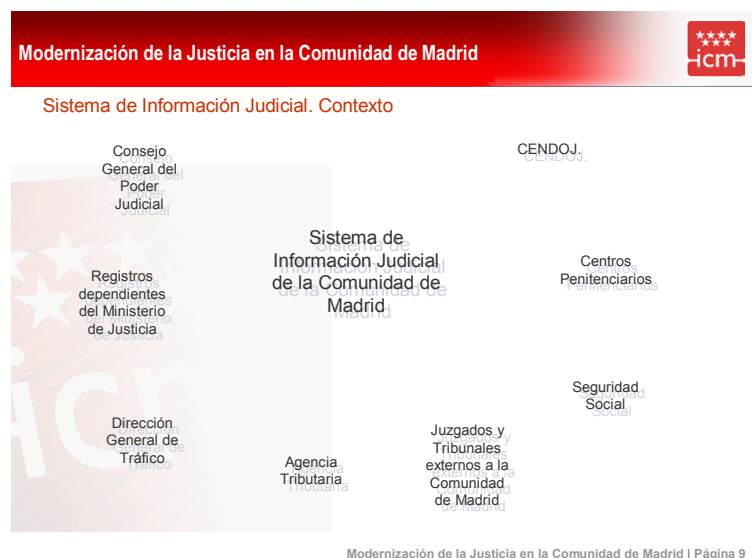 Modernización de la Justicia en la Comunidad de Madrid
icm
Sistema de Información Judicial. Contexto
Consejo
General del
Poder
Judicial
CENDOJ.
Sistema de
Información Judicial
de la Comunidad de
Madrid
Centros
Penitenciarios
Registros
dependientes
del Ministerio
de Justicia
Seguridad
Social
Dirección
General de
Tráfico
Agencia
Tributaria
Juzgados y
Tribunales
externos a la
Comunidad
de Madrid
Modernización de la Justicia en la Comunidad de Madrid | Página 9